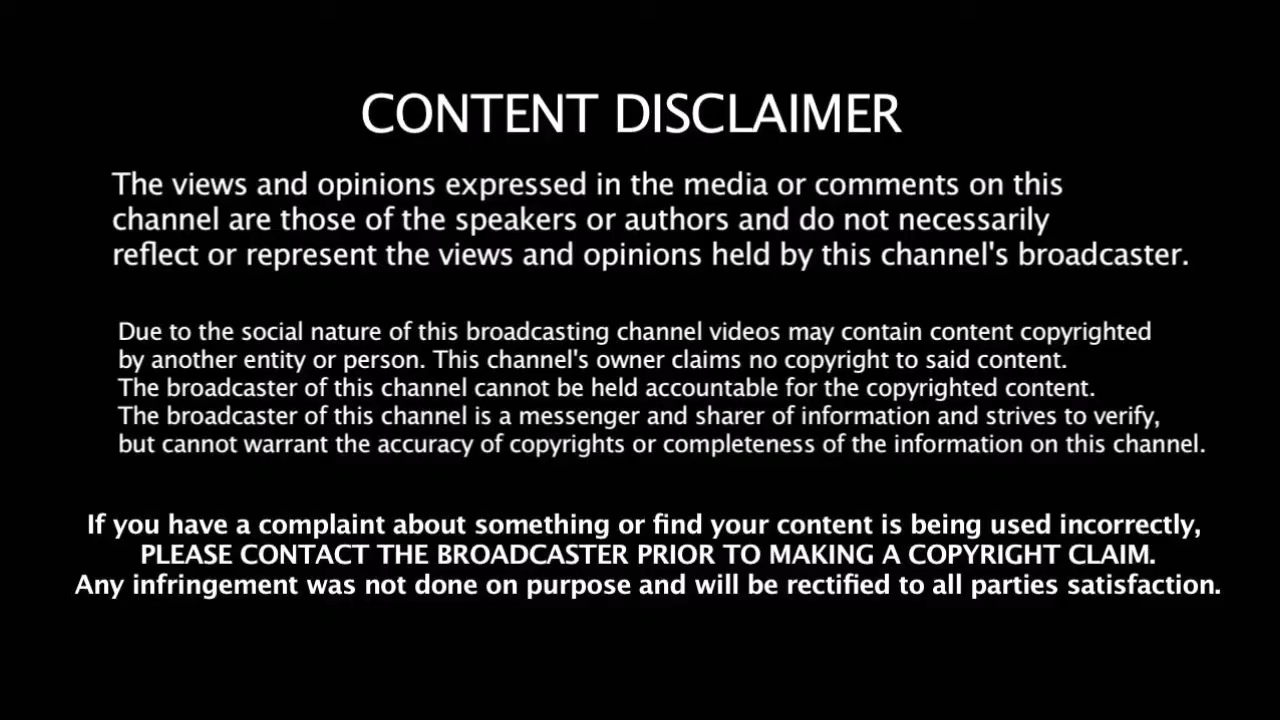 CONTENT DISCLAIMER
The views and opinions expressed in the media or comments on this
channel are those of the speakers or authors and do not necessarily
reflect or represent the views and opinions held by this channel's broadcaster.
Due to the social nature of this broadcasting channel videos may contain content copyrighted
by another entity or person. This channel's owner claims no copyright to said content.
The broadcaster of this channel cannot be held accountable for the copyrighted content.
The broadcaster of this channel is a messenger and sharer of information and strives to verify,
but cannot warrant the accuracy of copyrights or completeness of the information on this channel.
If you have a complaint about something or find your content is being used incorrectly,
PLEASE CONTACT THE BROADCASTER PRIOR TO MAKING A COPYRIGHT CLAIM.
Any infringement was not done on purpose and will be rectified to all parties satisfaction.